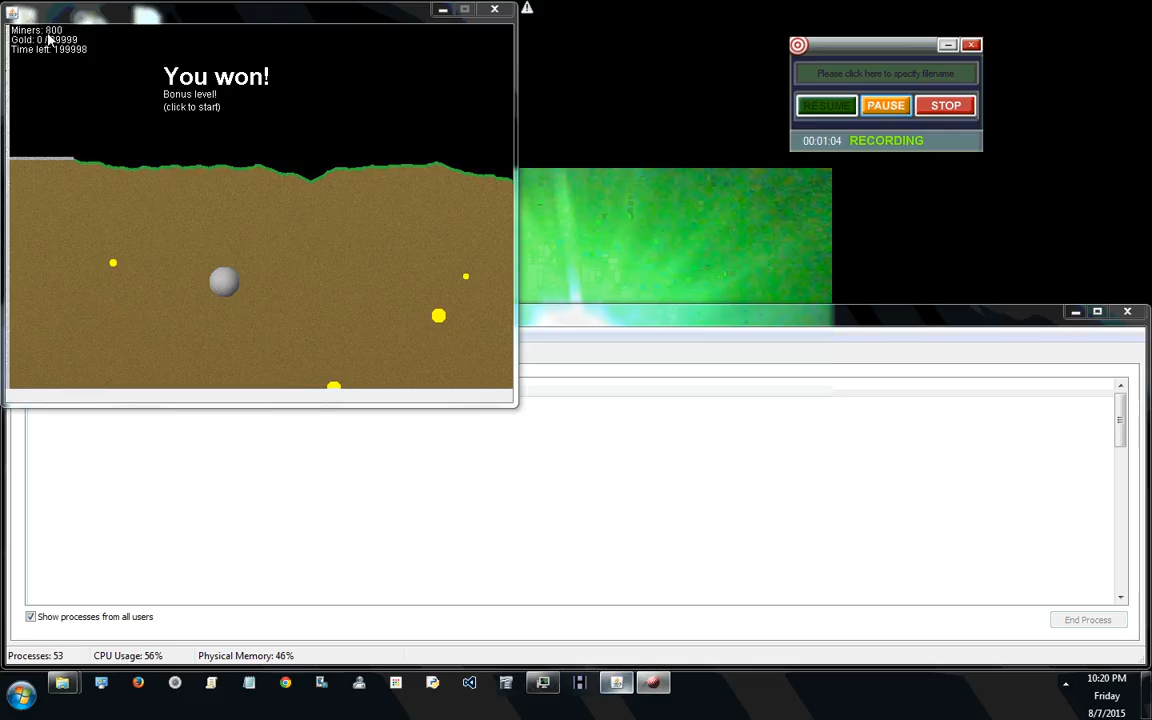 Miners: 800
Gold: 0 /
Time left: 199998
You won!
Bonus level!
(click to start)
Please click here to specify filename
RESUME
PAUSE
STOP
00:01:04 RECORDING
Show processes from all users
End Process
Processes: 53
CPU Usage: 56%
Physical Memory: 46%
10:20 PM
Friday
8/7/2015